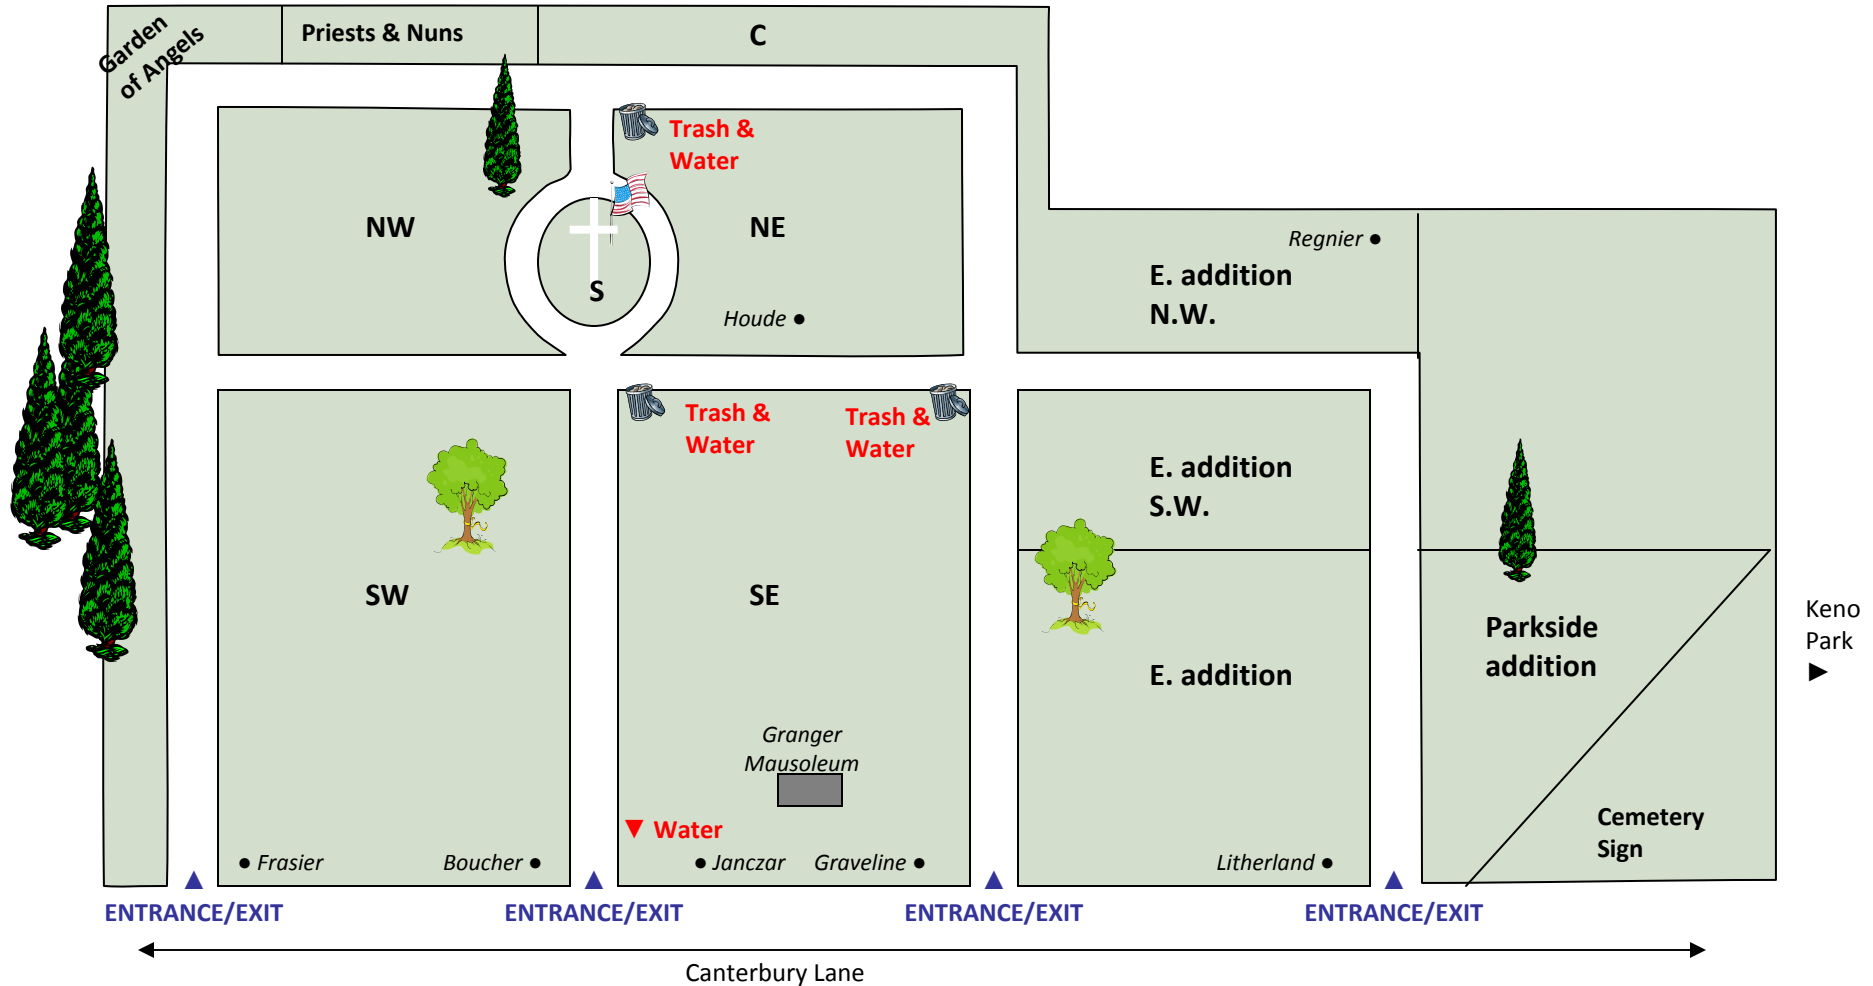 Garden
of Angels
Priests & Nuns
C
Trash &
Water
NW
S
NE
Houde
Regnier
E. addition
N.W.
Trash &
Water
Trash &
Water
E. addition
S.W.
SW
SE
E. addition
Parkside
addition
Keno
Park
Granger
Mausoleum
Water
Cemetery
Sign
Frasier
Boucher
Janczar
Graveline
Litherland
ENTRANCE/EXIT
ENTRANCE/EXIT
ENTRANCE/EXIT
ENTRANCE/EXIT
Canterbury Lane